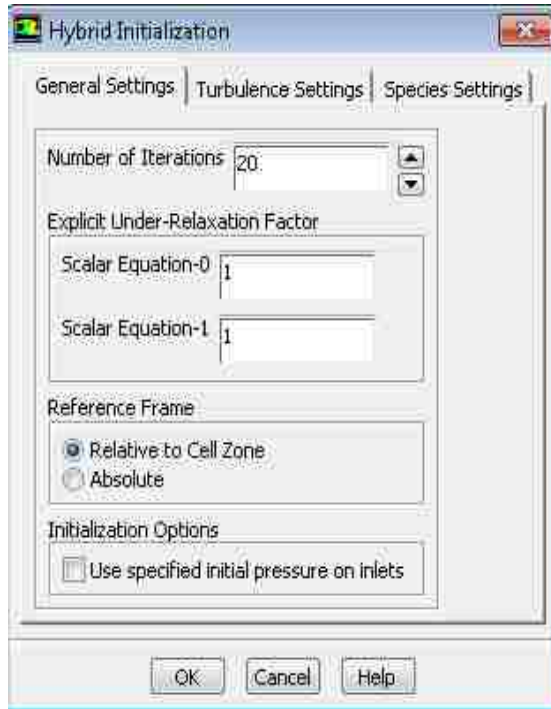 Hybrid Initialization
General Settings Turbulence Settings Species Settings
Number of Iterations 20
Explicit Under-Relaxation Factor
Scalar Equation-0 1
Scalar Equation-1 1
Reference Frame
Relative to Cell Zone
Absolute
Initialization Options
Use specified initial pressure on inlets
OK Cancel Help